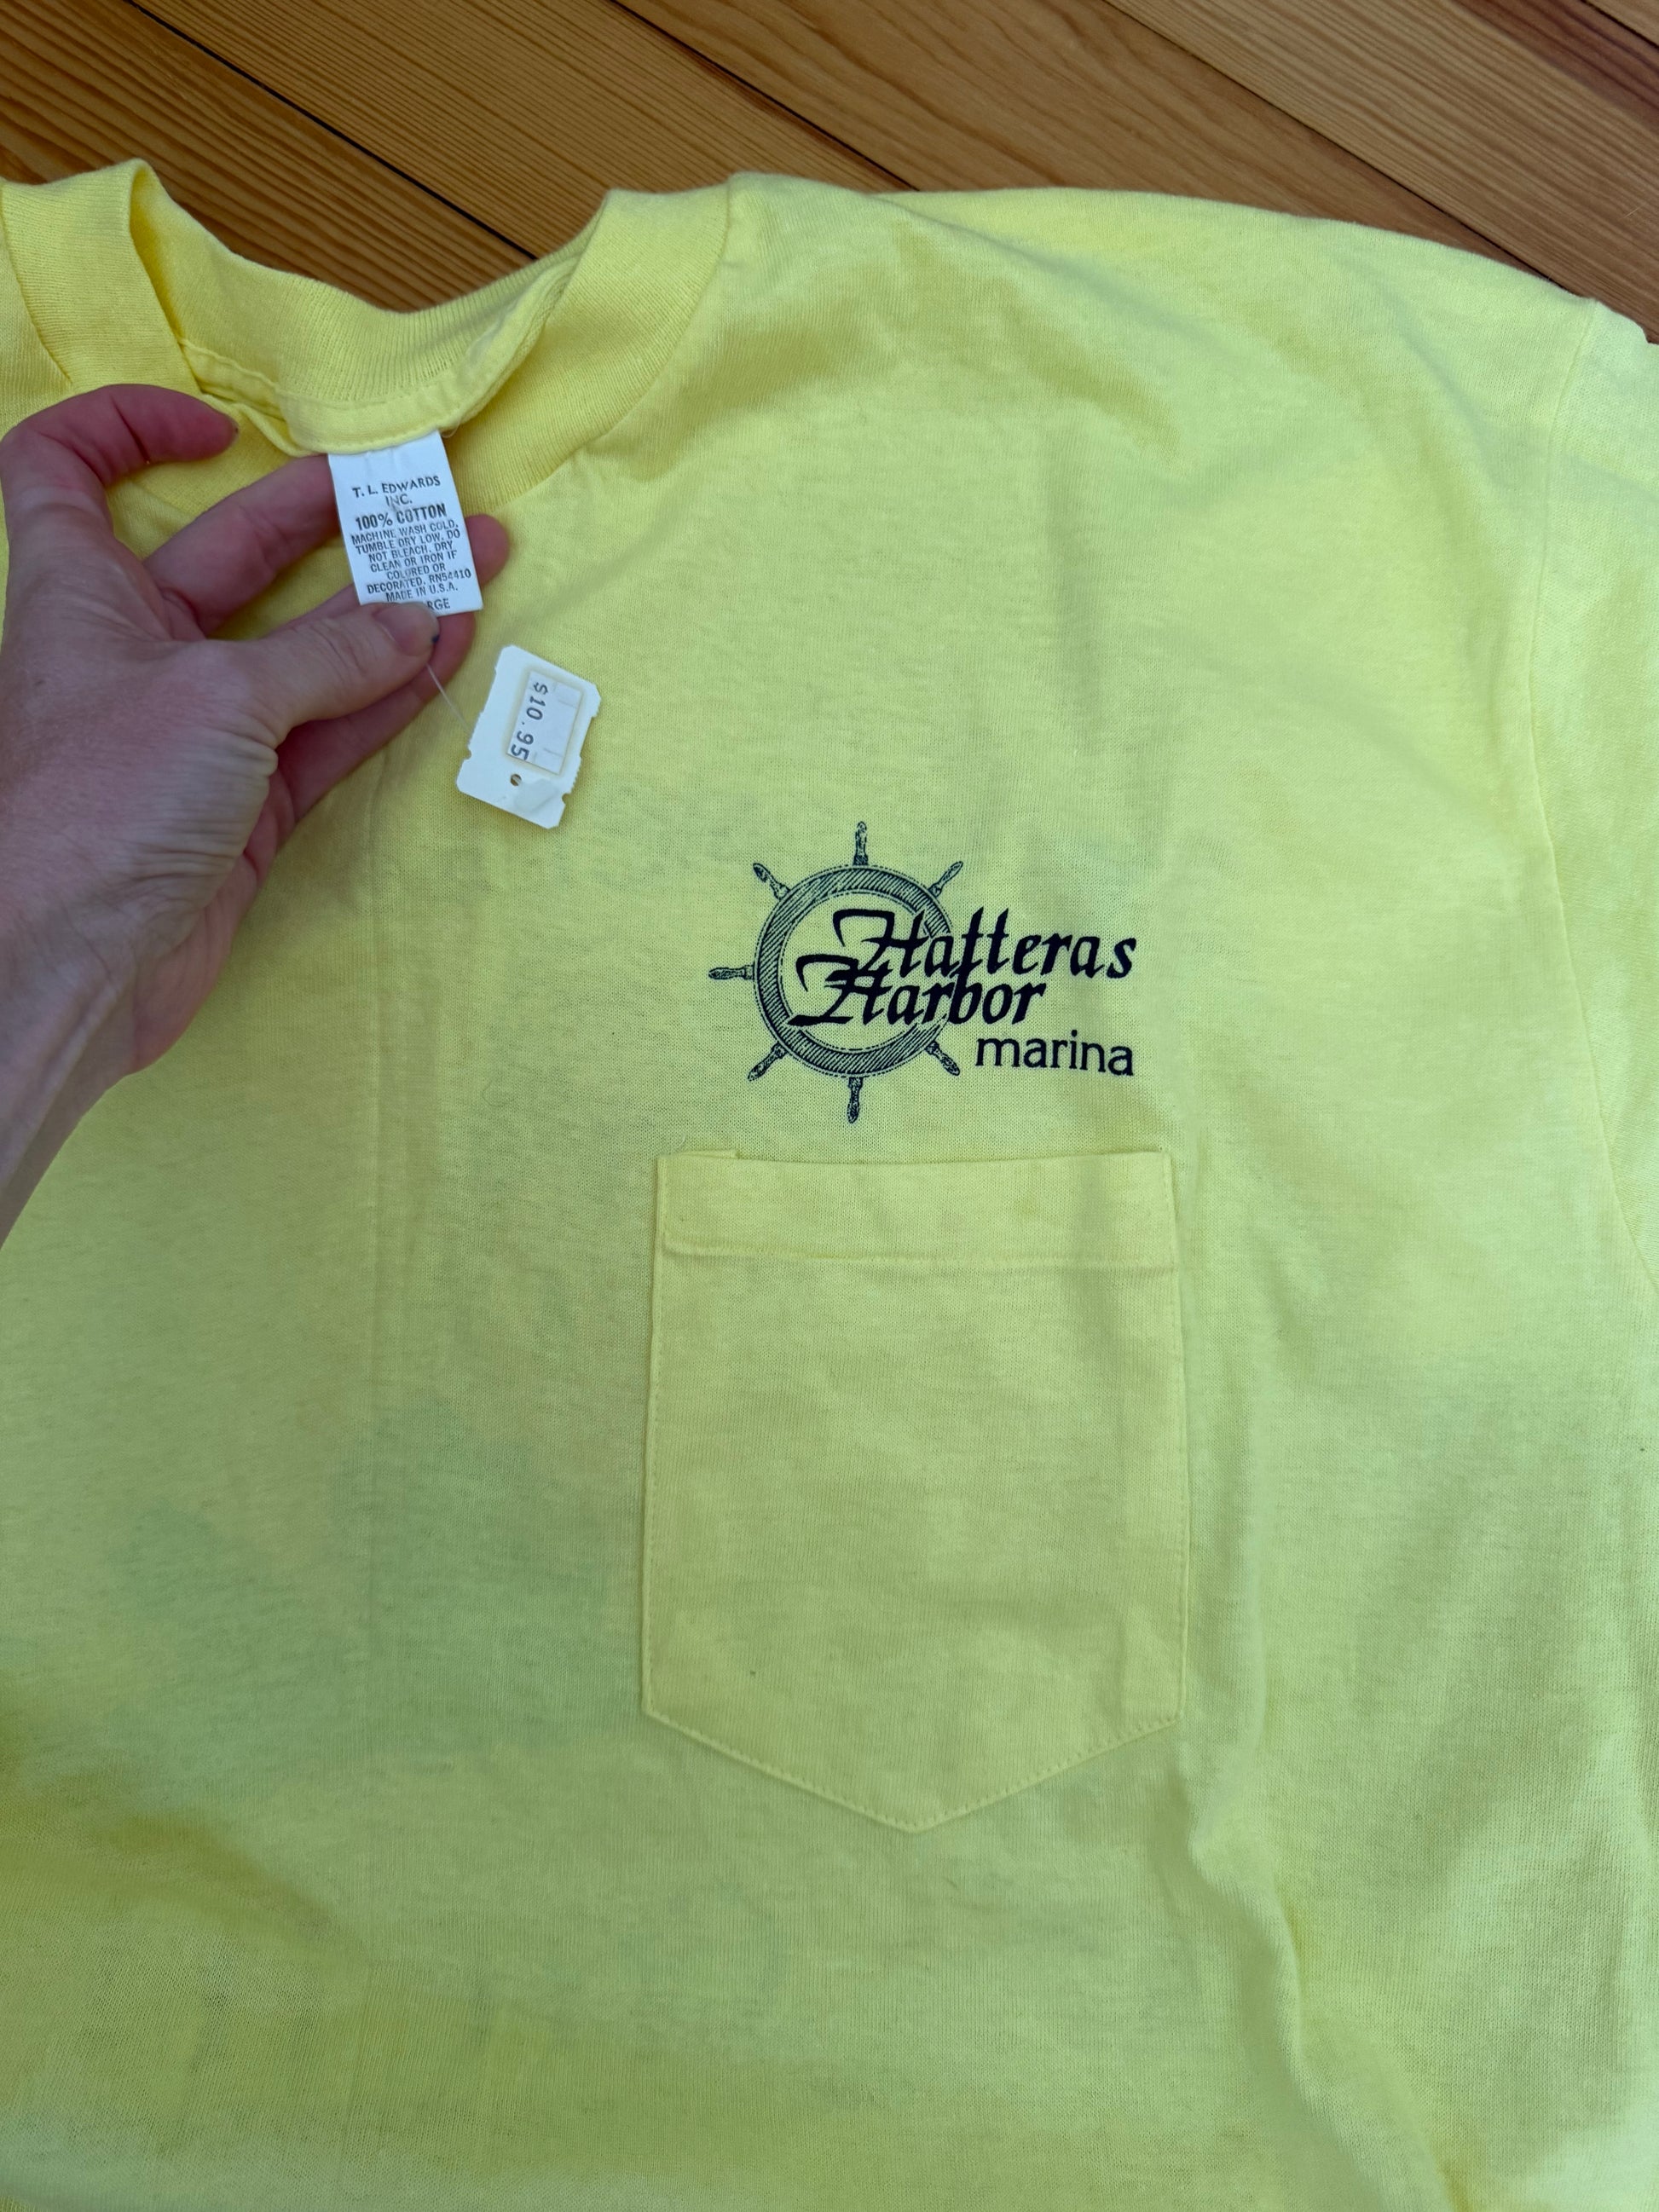 T. L. EDWARDS
INC.
100% COTTON
MACHINE WASH COLD,
TUMBLE DRY LOW, DO
NOT BLEACH, DRY
CLEAN OR IRON IF
COLORED OR
DECORATED, RN54410
MADE IN U.S.A.
RGE
$10.95
Hatteras
Harbor
marina